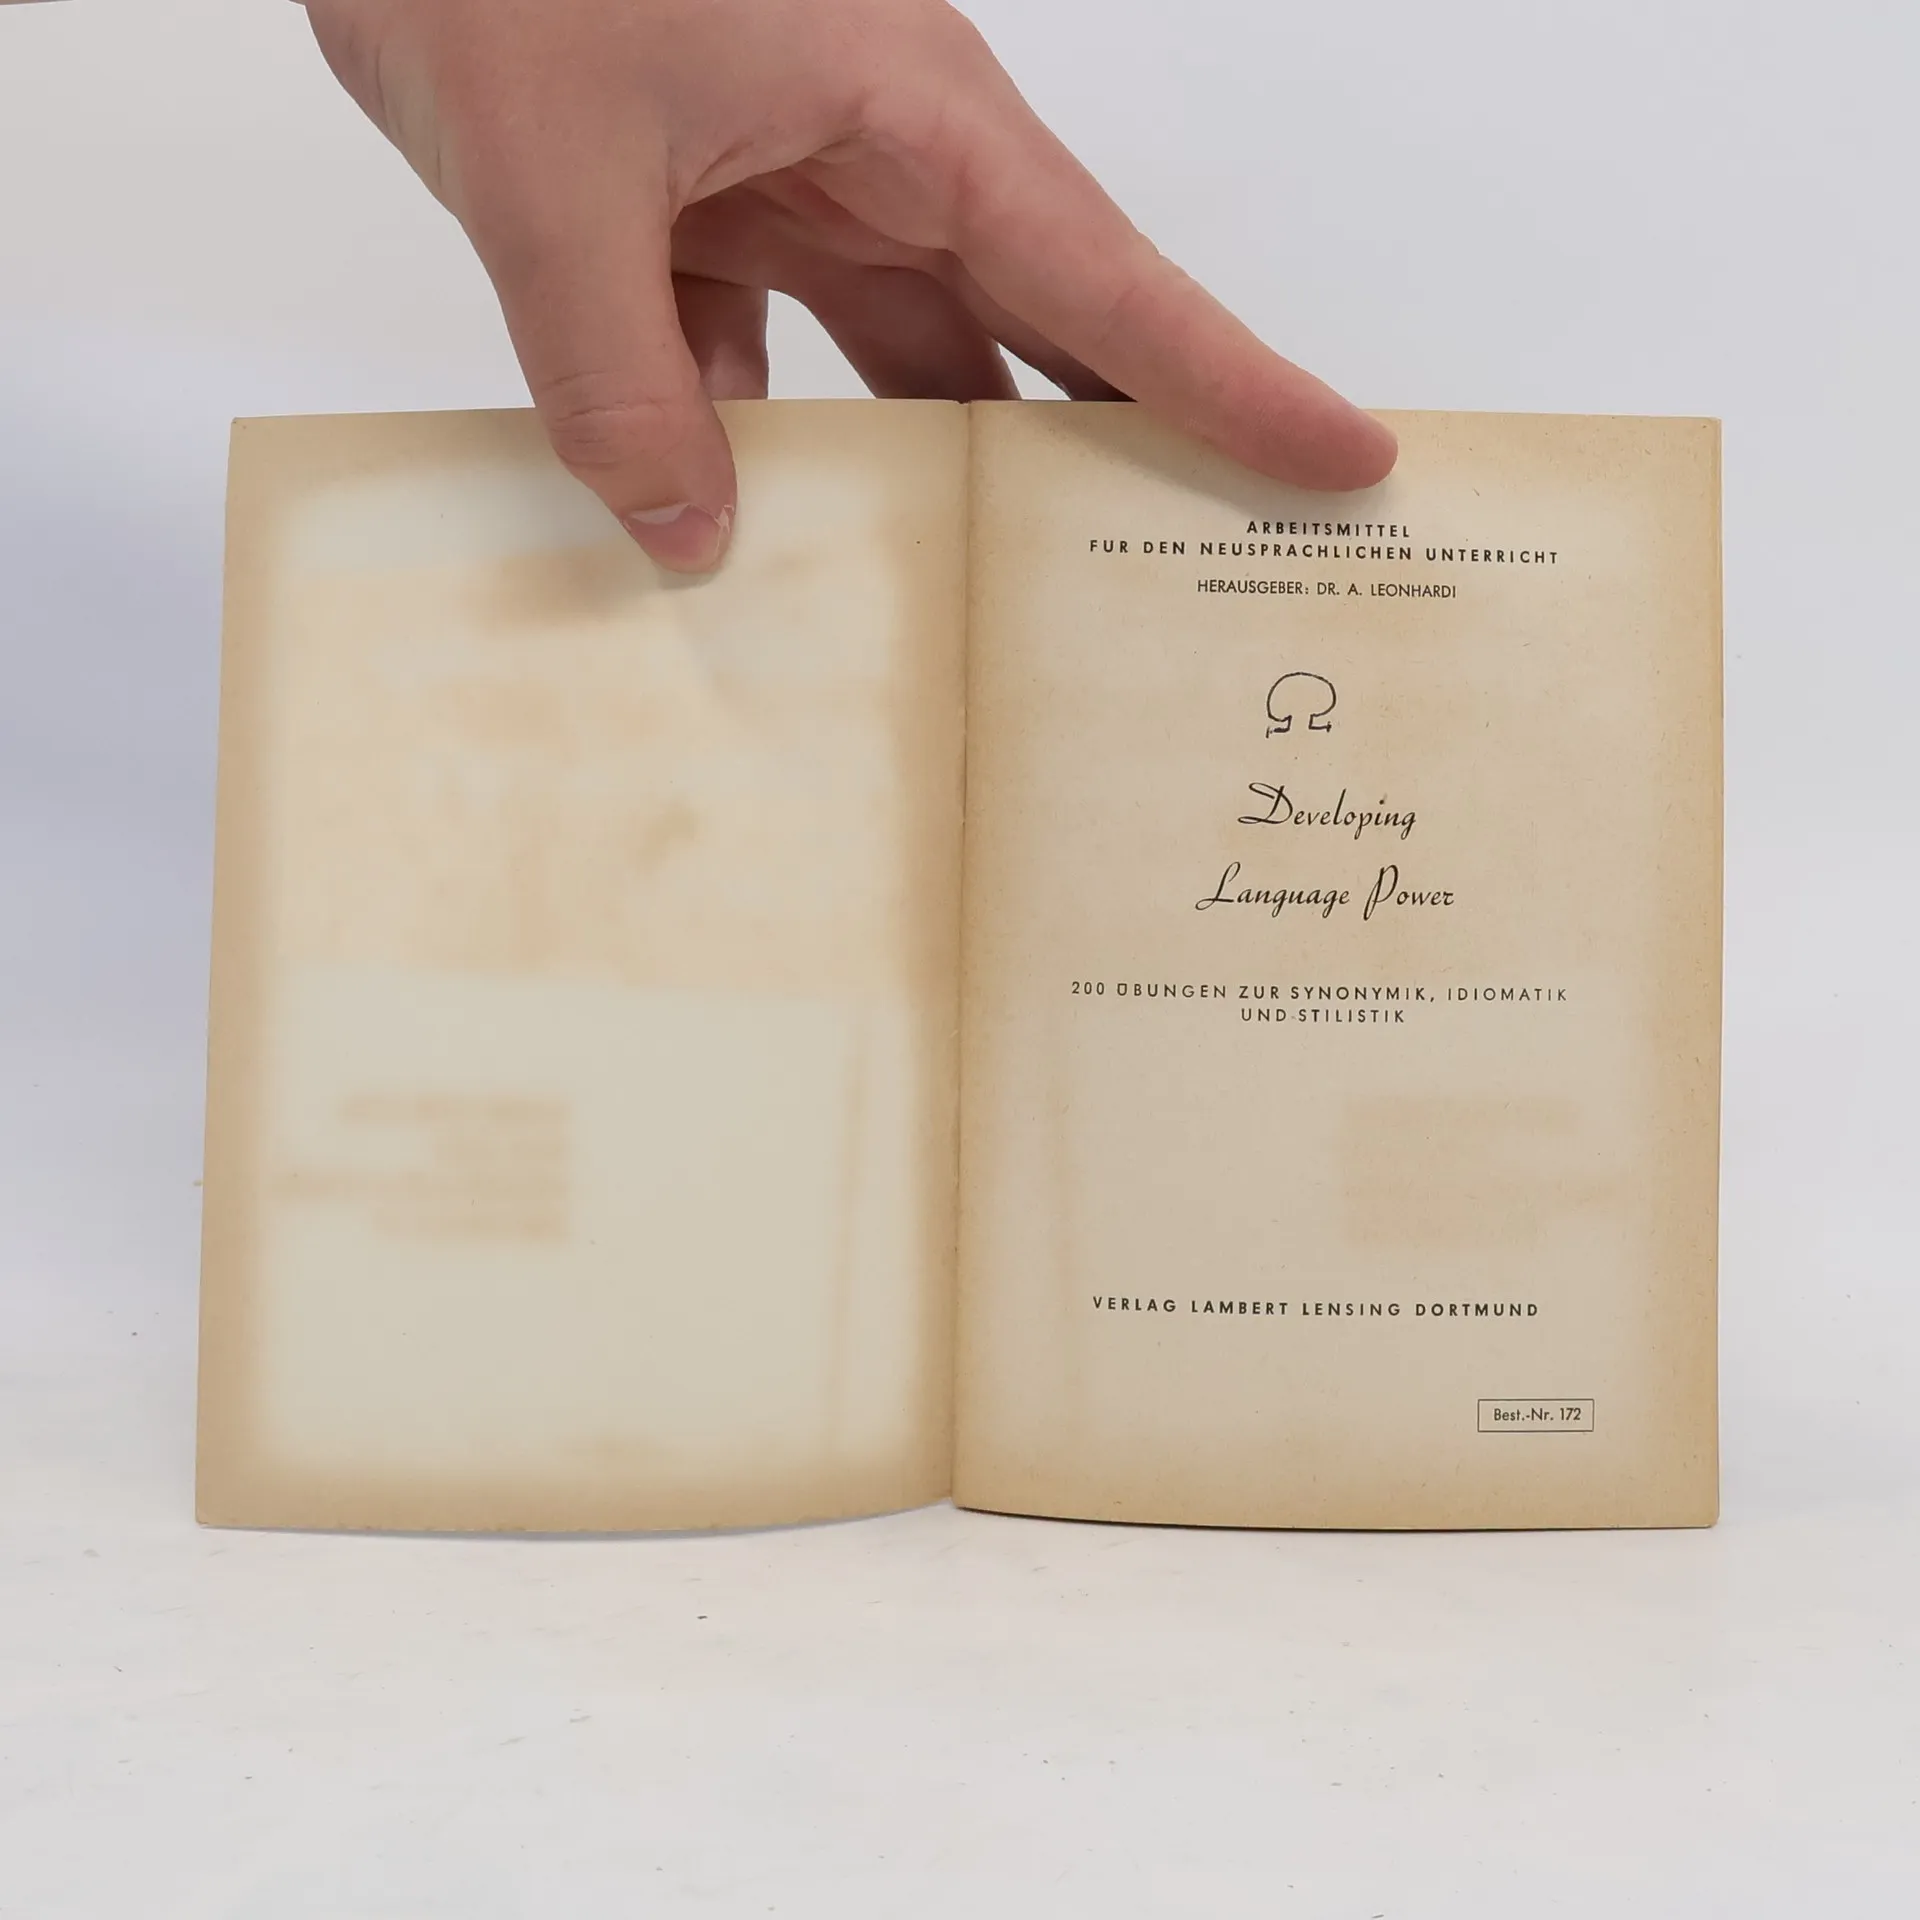 ARBEITSMITTEL
FUR DEN NEUSPRACHLICHEN UNTERRICHT
HERAUSGEBER: DR. A. LEONHARDI
Developing
Language Power
200 ÜBUNGEN ZUR SYNONYMIK, IDIOMATIK
UND STILISTIK
VERLAG LAMBERT LENSING DORTMUND
Best.-Nr. 172